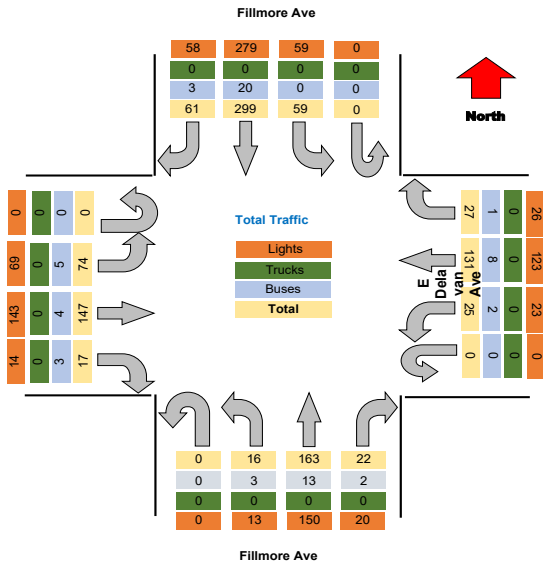 Fillmore Ave
58 279 59 0
0 0 0 0
3 20 0 0
61 299 59 0
North
0 0 0 0
69 0 5 74
143 0 4 147
14 0 3 17
Total Traffic
Lights
Trucks
Buses
Total
27 1 0 26
131 8 0 123
25 2 0 23
0 0 0 0
E
Dela
van
Ave
0 16 163 22
0 3 13 2
0 0 0 0
0 13 150 20
Fillmore Ave